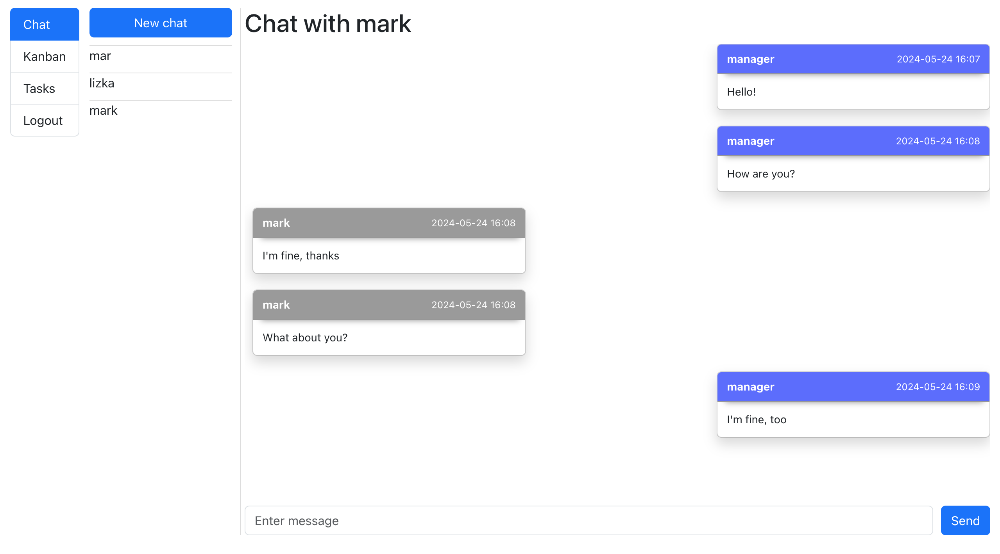 Chat
Kanban
Tasks
Logout
New chat
mar
lizka
mark
Chat with mark
manager 2024-05-24 16:07
Hello!
manager 2024-05-24 16:08
How are you?
mark 2024-05-24 16:08
I'm fine, thanks
mark 2024-05-24 16:08
What about you?
manager 2024-05-24 16:09
I'm fine, too
Enter message
Send